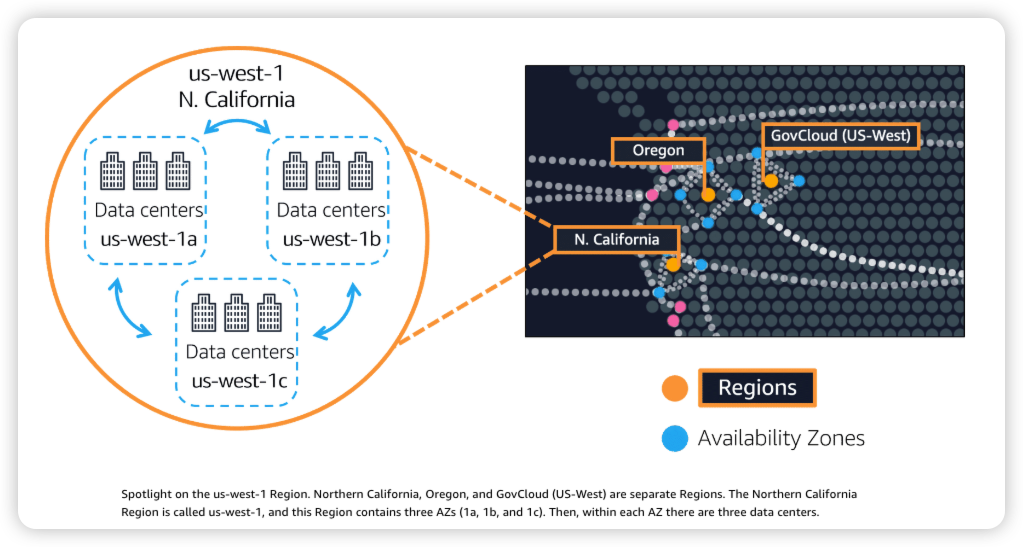 us-west-1
N. California
Data centers
us-west-1a
Data centers
us-west-1b
Data centers
us-west-1c
Oregon
GovCloud (US-West)
N. California
Regions
Availability Zones
Spotlight on the us-west-1 Region. Northern California, Oregon, and GovCloud (US-West) are separate Regions. The Northern California
Region is called us-west-1, and this Region contains three AZs (1a, 1b, and 1c). Then, within each AZ there are three data centers.